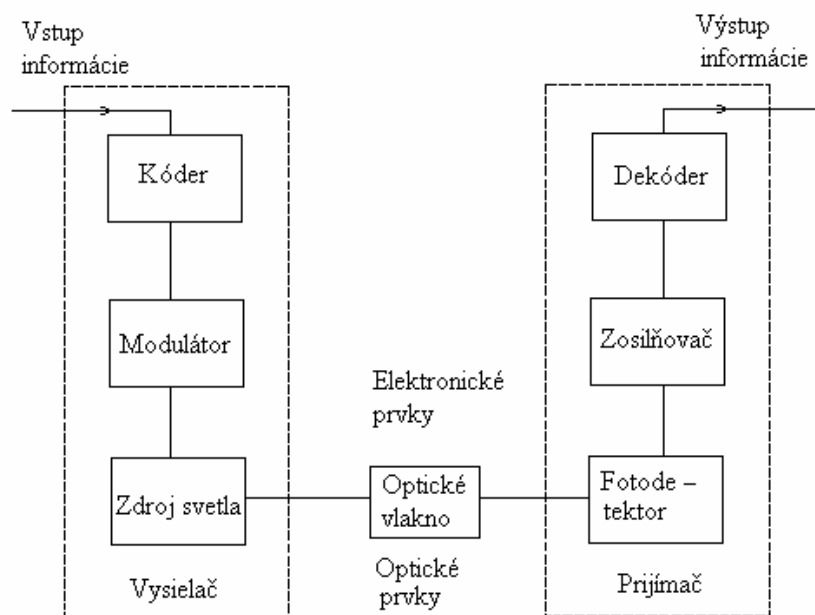 Vstup
informácie
Kóder
Modulátor
Zdroj svetla
Vysielač
Elektronické
prvky
Optické
vlakno
Optické
prvky
Výstup
informácie
Dekóder
Zosilňovač
Fotode –
tektor
Prijímač